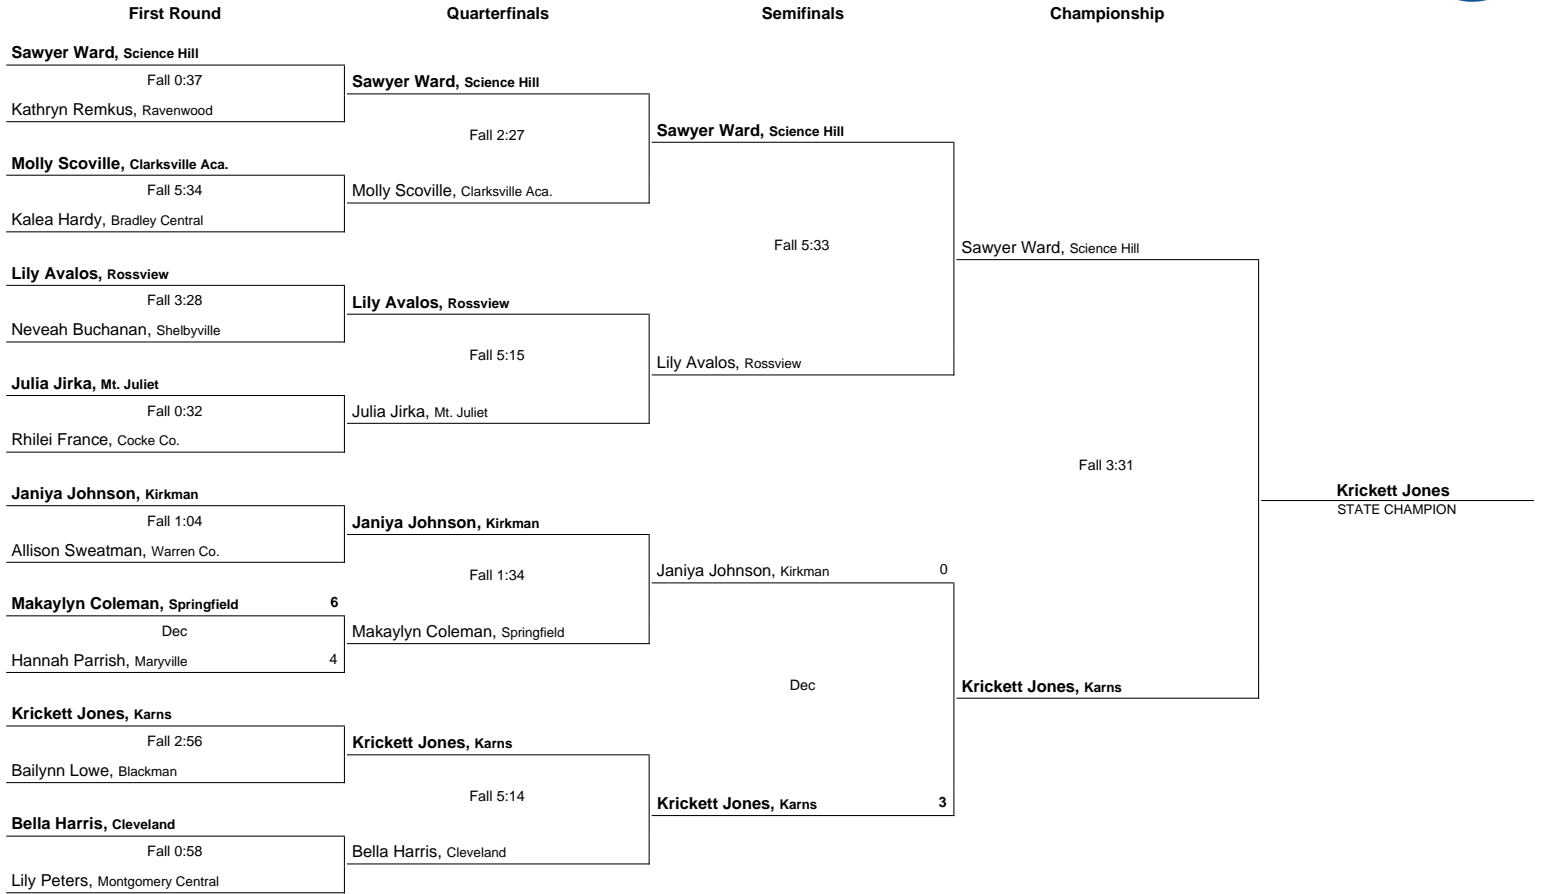 First Round
Quarterfinals
Semifinals
Championship
Sawyer Ward, Science Hill
Fall 0:37
Kathryn Remkus, Ravenwood
Molly Scoville, Clarksville Aca.
Fall 5:34
Kalea Hardy, Bradley Central
Lily Avalos, Rossview
Fall 3:28
Neveah Buchanan, Shelbyville
Julia Jirka, Mt. Juliet
Fall 0:32
Rhilei France, Cocke Co.
Janiya Johnson, Kirkman
Fall 1:04
Allison Sweatman, Warren Co.
Makaylyn Coleman, Springfield 6
Dec
Hannah Parrish, Maryville 4
Krickett Jones, Karns
Fall 2:56
Bailynn Lowe, Blackman
Bella Harris, Cleveland
Fall 0:58
Lily Peters, Montgomery Central
Sawyer Ward, Science Hill
Fall 2:27
Molly Scoville, Clarksville Aca.
Lily Avalos, Rossview
Fall 5:15
Julia Jirka, Mt. Juliet
Janiya Johnson, Kirkman
Fall 1:34
Makaylyn Coleman, Springfield
Krickett Jones, Karns
Fall 5:14
Bella Harris, Cleveland
Sawyer Ward, Science Hill
Fall 5:33
Lily Avalos, Rossview
Janiya Johnson, Kirkman 0
Dec
Krickett Jones, Karns 3
Sawyer Ward, Science Hill
Fall 3:31
Krickett Jones, Karns
Krickett Jones
STATE CHAMPION